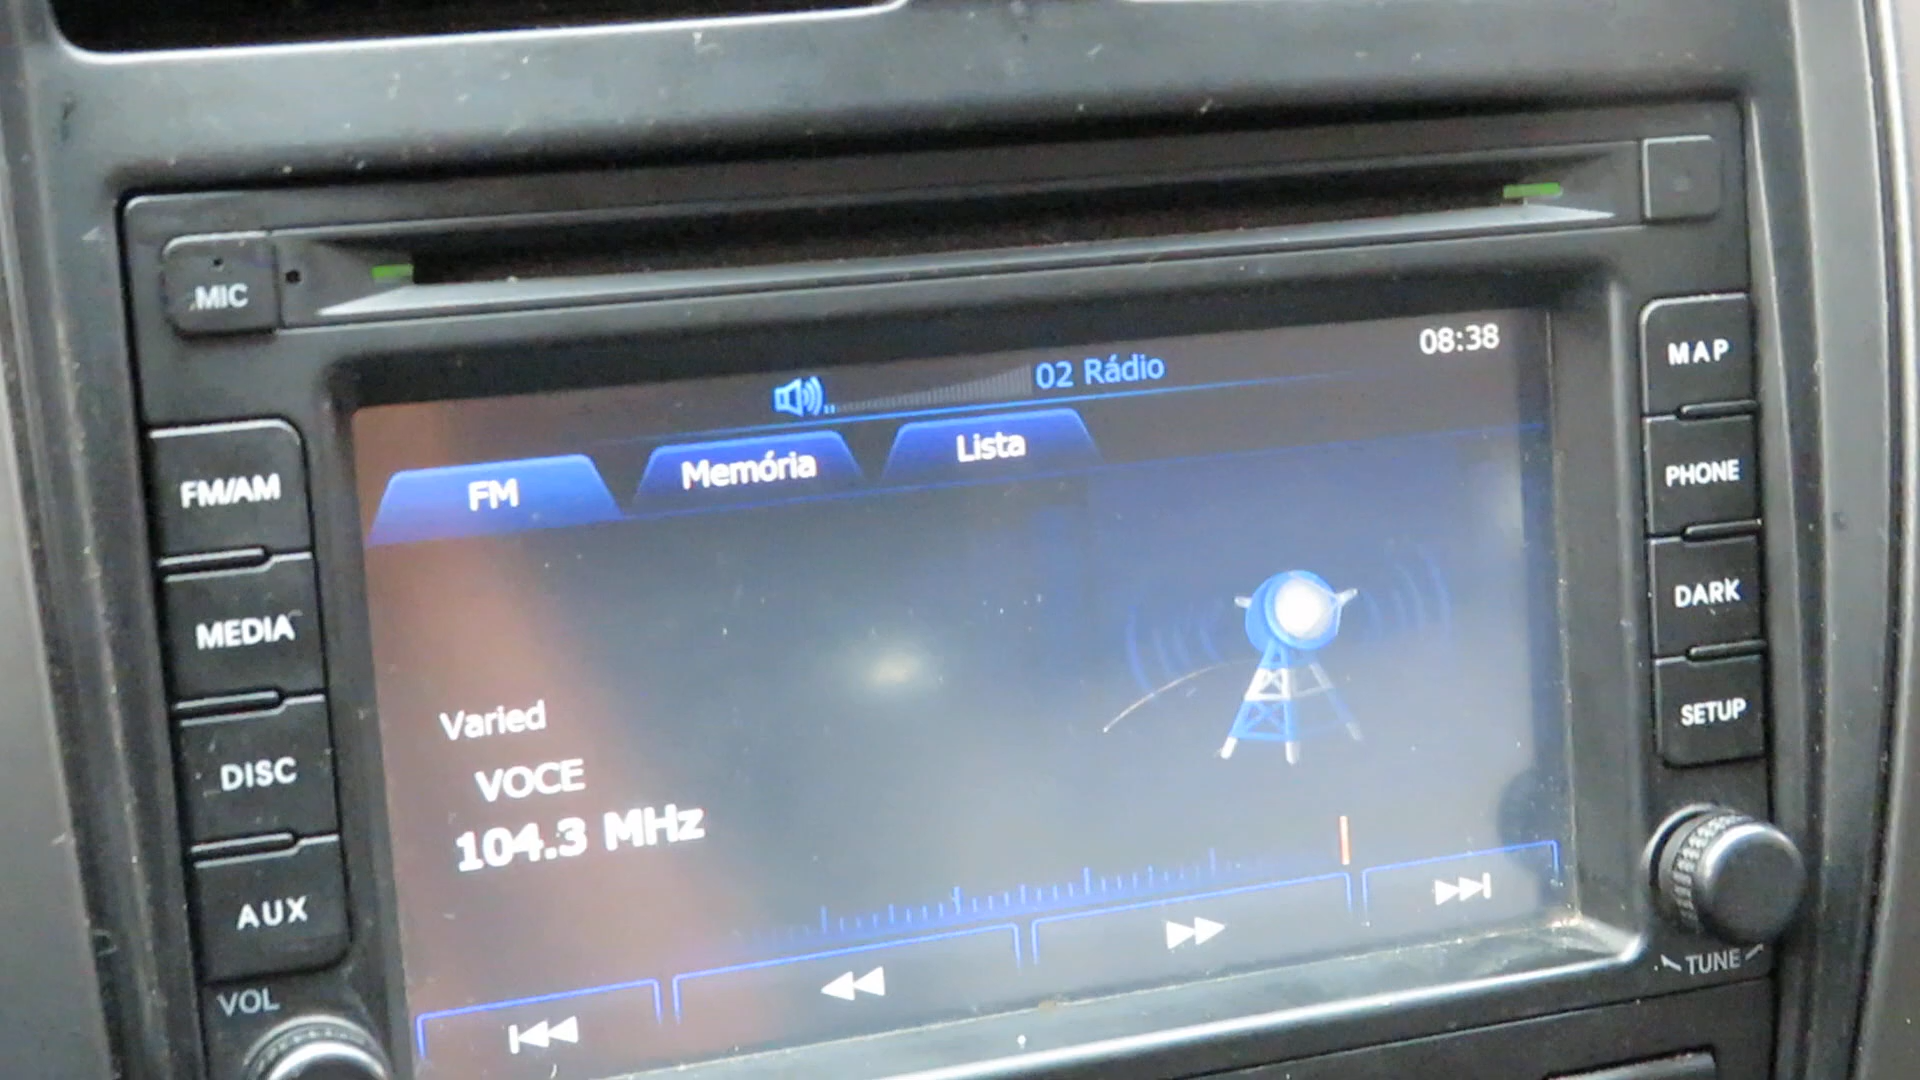 MIC
02 Rádio
08:38
FM
Memória
Lista
Varied
VOCE
104.3 MHz
FM/AM
MEDIA
DISC
AUX
VOL
MAP
PHONE
DARK
SETUP
TUNE